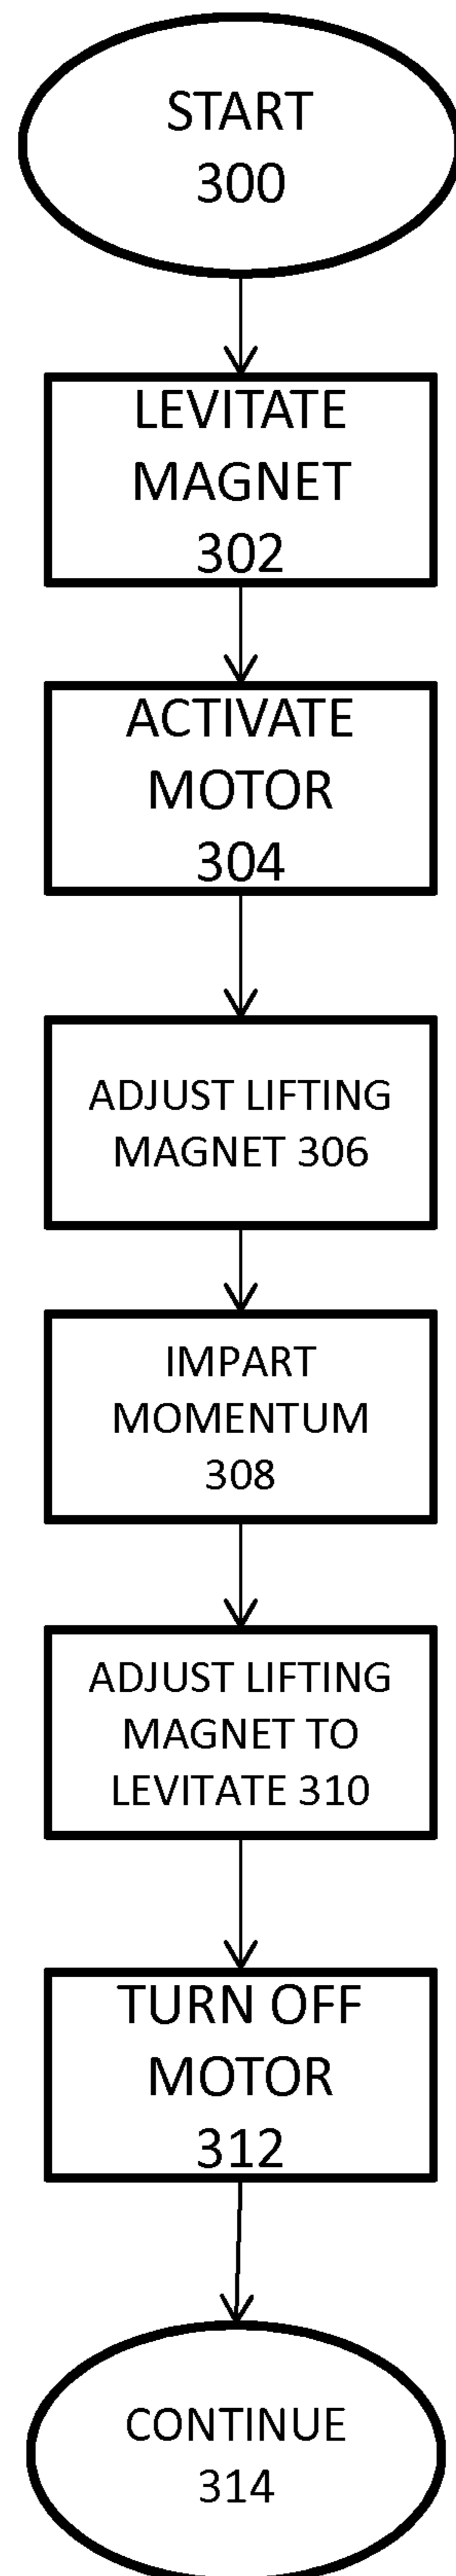 START
300
LEVITATE
MAGNET
302
ACTIVATE
MOTOR
304
ADJUST LIFTING
MAGNET 306
IMPART
MOMENTUM
308
ADJUST LIFTING
MAGNET TO
LEVITATE 310
TURN OFF
MOTOR
312
CONTINUE
314